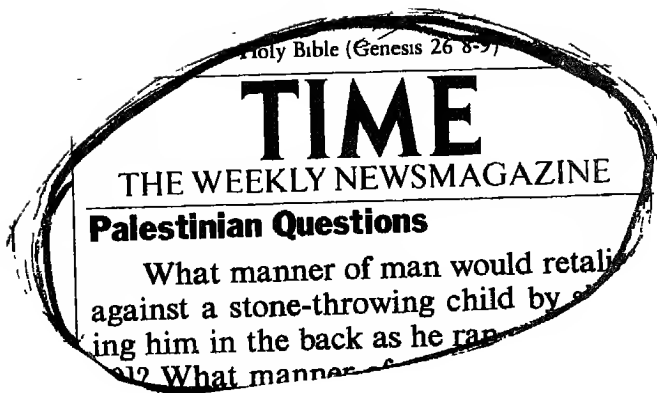 Holy Bible (Genesis 26 8-9)
TIME
THE WEEKLY NEWSMAGAZINE
Palestinian Questions
What manner of man would
against a stone-throwing child by
ing him in the back as he ran
What manner of